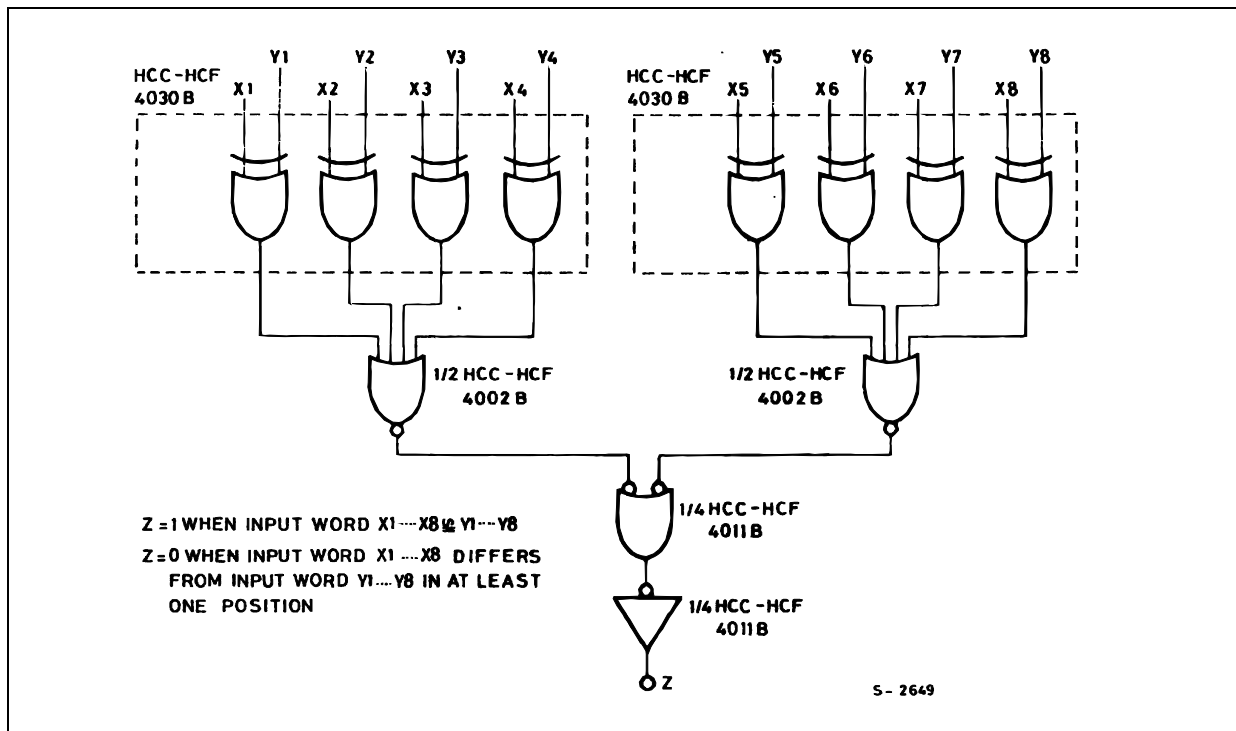 HCC-HCF
4030 B
X1 Y1 X2 Y2 X3 Y3 X4 Y4
HCC-HCF
4030 B
X5 Y5 X6 Y6 X7 Y7 X8 Y8
1/2 HCC-HCF
4002 B
1/2 HCC-HCF
4002 B
1/4 HCC-HCF
4011 B
1/4 HCC-HCF
4011 B
Z
Z=1 WHEN INPUT WORD X1....X8 is Y1....Y8
Z=0 WHEN INPUT WORD X1....X8 DIFFERS
FROM INPUT WORD Y1....Y8 IN AT LEAST
ONE POSITION
S-2649